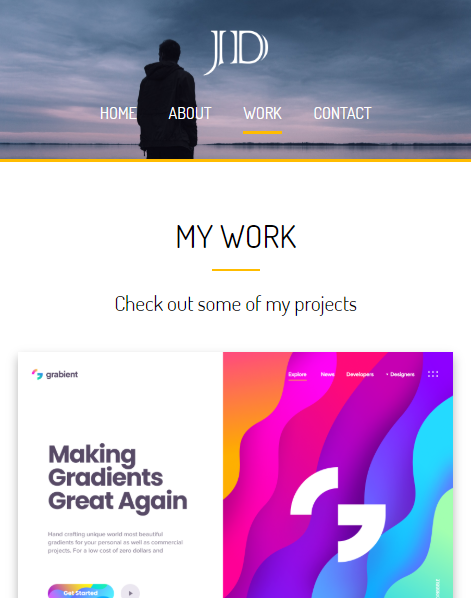 JD
HOME ABOUT WORK CONTACT
MY WORK
Check out some of my projects
grabient
Explore News Developers + Designers
Making
Gradients
Great Again
Hand crafting unique world most beautiful
gradients for your personal as well as commercial
projects. For a low cost of zero dollars and
Get Started